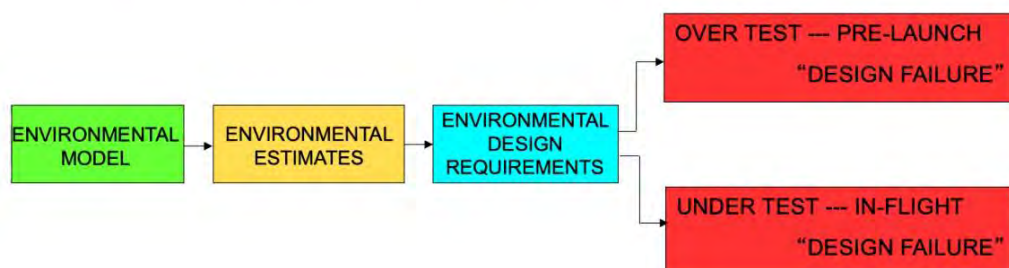 ENVIRONMENTAL
MODEL
ENVIRONMENTAL
ESTIMATES
ENVIRONMENTAL
DESIGN
REQUIREMENTS
OVER TEST --- PRE-LAUNCH
“DESIGN FAILURE”
UNDER TEST --- IN-FLIGHT
“DESIGN FAILURE”